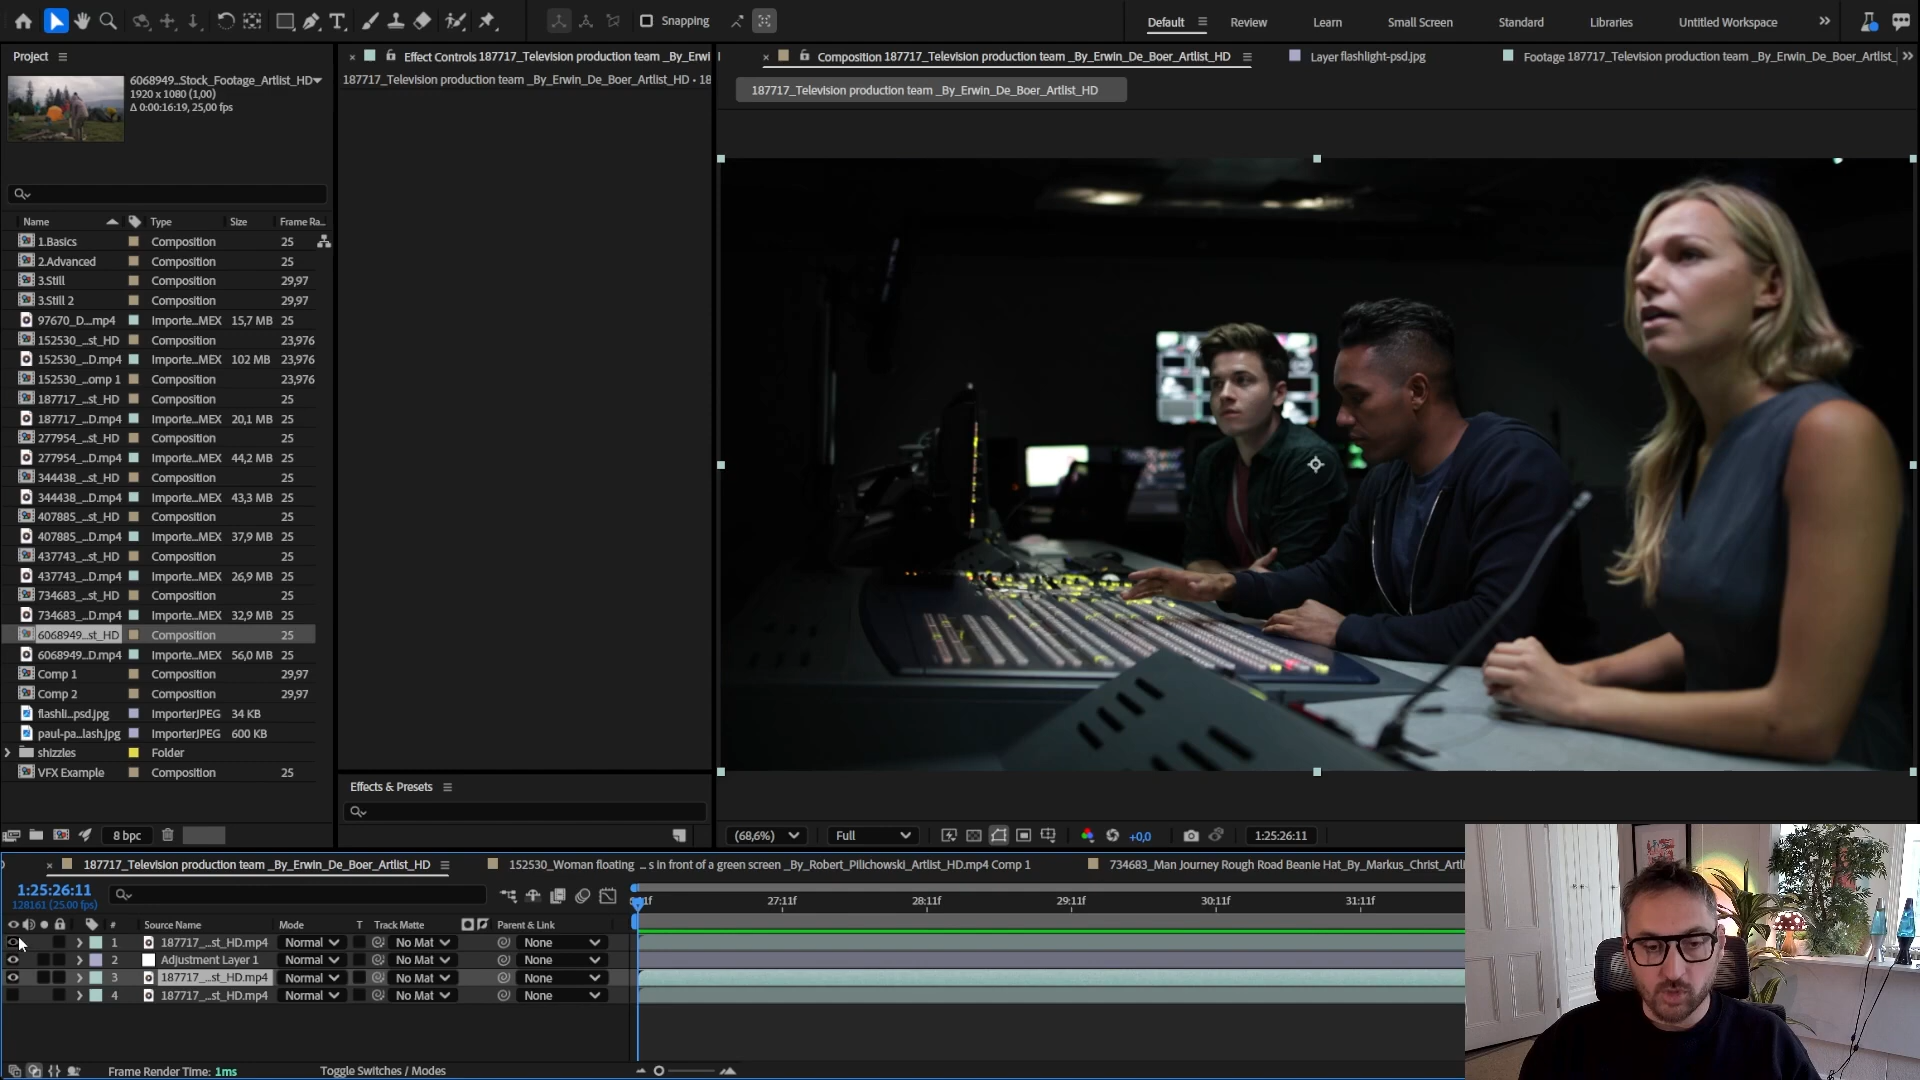 Snapping
Default
Review
Learn
Small Screen
Standard
Libraries
Untitled Workspace
Project
Effect Controls 187717_Television production team _By_Erwi
Composition 187717_Television production team _By_Erwin_De_Boer_Artlist_HD
Layer flashlight-psd.jpg
Footage 187717_Television production team _By_Erwin_De_Boer_Artlist_
6068949...Stock_Footage_Artlist_HD
1920 x 1080 (1,00)
Δ 0:00:16:19, 25,00 fps
187717_Television production team _By_Erwin_De_Boer_Artlist_HD • 18
187717_Television production team _By_Erwin_De_Boer_Artlist_HD
Name Type Size Frame Ra...
1.Basics Composition 25
2.Advanced Composition 25
3.Still Composition 29,97
3.Still 2 Composition 29,97
97670_D....mp4 Importe...MEX 15,7 MB 25
152530_...st_HD Composition 23,976
152530_...D.mp4 Importe...MEX 102 MB 23,976
152530_...omp 1 Composition 23,976
187717_...st_HD Composition 25
187717_...D.mp4 Importe...MEX 20,1 MB 25
277954_...st_HD Composition 25
277954_...D.mp4 Importe...MEX 44,2 MB 25
344438_...st_HD Composition 25
344438_...D.mp4 Importe...MEX 43,3 MB 25
407885_...st_HD Composition 25
407885_...D.mp4 Importe...MEX 37,9 MB 25
437743_...st_HD Composition 25
437743_...D.mp4 Importe...MEX 26,9 MB 25
734683_...st_HD Composition 25
734683_...D.mp4 Importe...MEX 32,9 MB 25
6068949...st_HD Composition 25
6068949...D.mp4 Importe...MEX 56,0 MB 25
Comp 1 Composition 29,97
Comp 2 Composition 29,97
flashli...psd.jpg ImporterJPEG 34 KB
paul-pa...lash.jpg ImporterJPEG 600 KB
shizzles Folder
VFX Example Composition 25
8 bpc
Effects & Presets
(68,6%)
Full
+0,0
1:25:26:11
187717_Television production team _By_Erwin_De_Boer_Artlist_HD
152530_Woman floating ... s in front of a green screen _By_Robert_Pilichowski_Artlist_HD.mp4 Comp 1
734683_Man Journey Rough Road Beanie Hat_By_Markus_Christ_Artli
1:25:26:11
128161 (25.00 fps)
27:11f 28:11f 29:11f 30:11f 31:11f
# Source Name Mode T Track Matte Parent & Link
1 187717_...st_HD.mp4 Normal No Mat None
2 Adjustment Layer 1 Normal No Mat None
3 187717_...st_HD.mp4 Normal No Mat None
4 187717_...st_HD.mp4 Normal No Mat None
Frame Render Time: 1ms
Toggle Switches / Modes